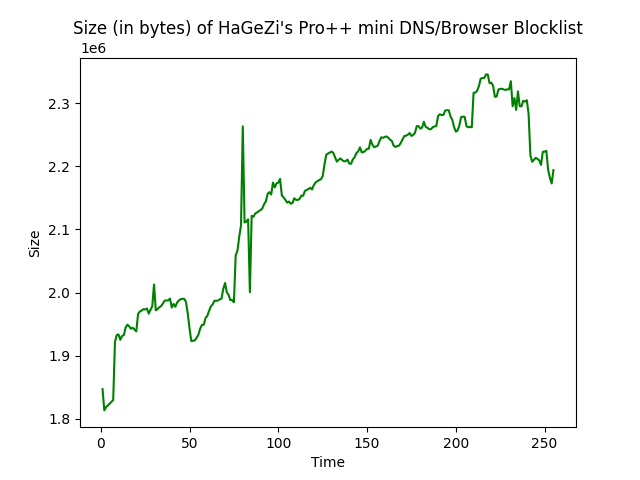 Size (in bytes) of HaGeZi's Pro++ mini DNS/Browser Blocklist
1e6
2.3
2.2
2.1
2.0
1.9
1.8
Size
0 50 100 150 200 250
Time